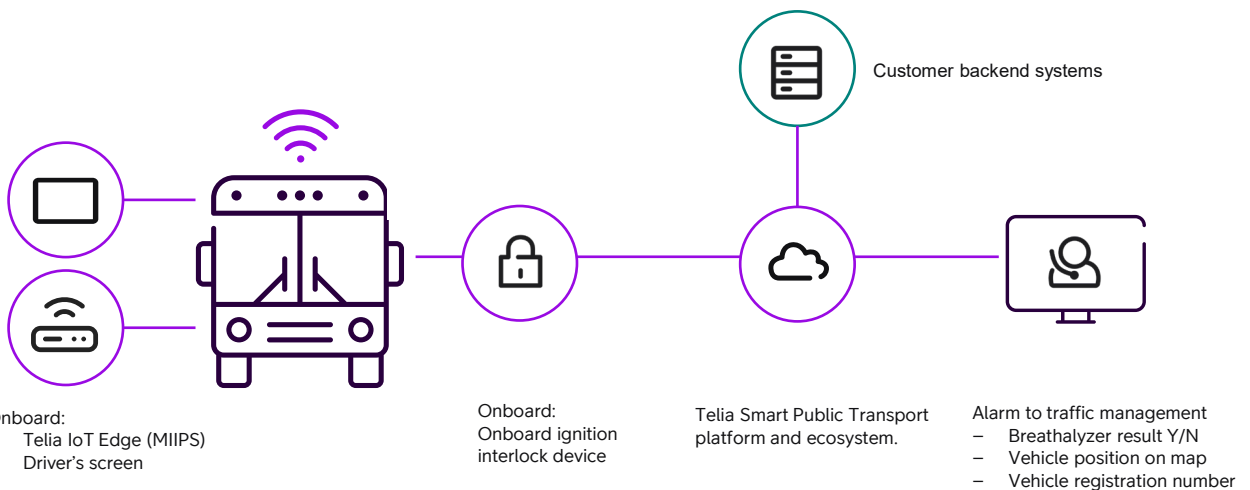 Customer backend systems
nboard:
Telia IoT Edge (MIIPS)
Driver's screen
Onboard:
Onboard ignition
interlock device
Telia Smart Public Transport
platform and ecosystem.
Alarm to traffic management
– Breathalyzer result Y/N
– Vehicle position on map
– Vehicle registration number